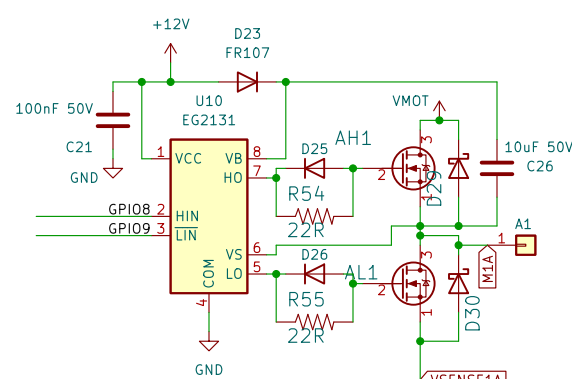 +12V
D23
FR107
100nF 50V
C21
GND
U10
EG2131
VMOT
AH1
10uF 50V
C26
1
VCC
VB
8
HO
7
D25
R54
22R
2
3
1
D29
GPIO8
2
HIN
GPIO9
3
LIN
VS
6
LO
5
COM
4
GND
D26
AL1
R55
22R
2
3
1
D30
A1
1
M1A
VSENSE1A